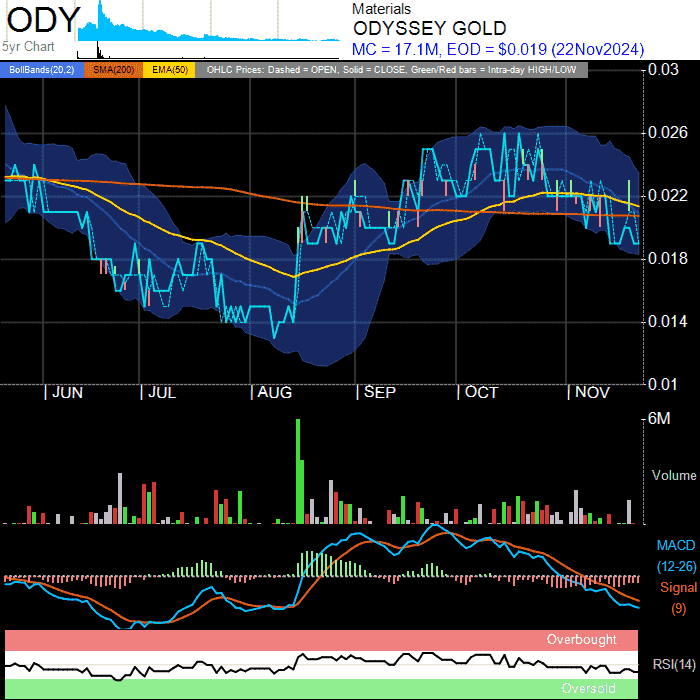 ODY
5yr Chart
Materials
ODYSSEY GOLD
MC = 17.1M, EOD = $0.019 (22Nov2024)
BollBands(20,2) SMA(200) EMA(50) OHLC Prices: Dashed = OPEN, Solid = CLOSE, Green/Red bars = Intra-day HIGH/LOW
0.03
0.026
0.022
0.018
0.014
0.01
JUN JUL AUG SEP OCT NOV
6M
Volume
MACD
(12-26)
Signal
(9)
Overbought
RSI(14)
Oversold